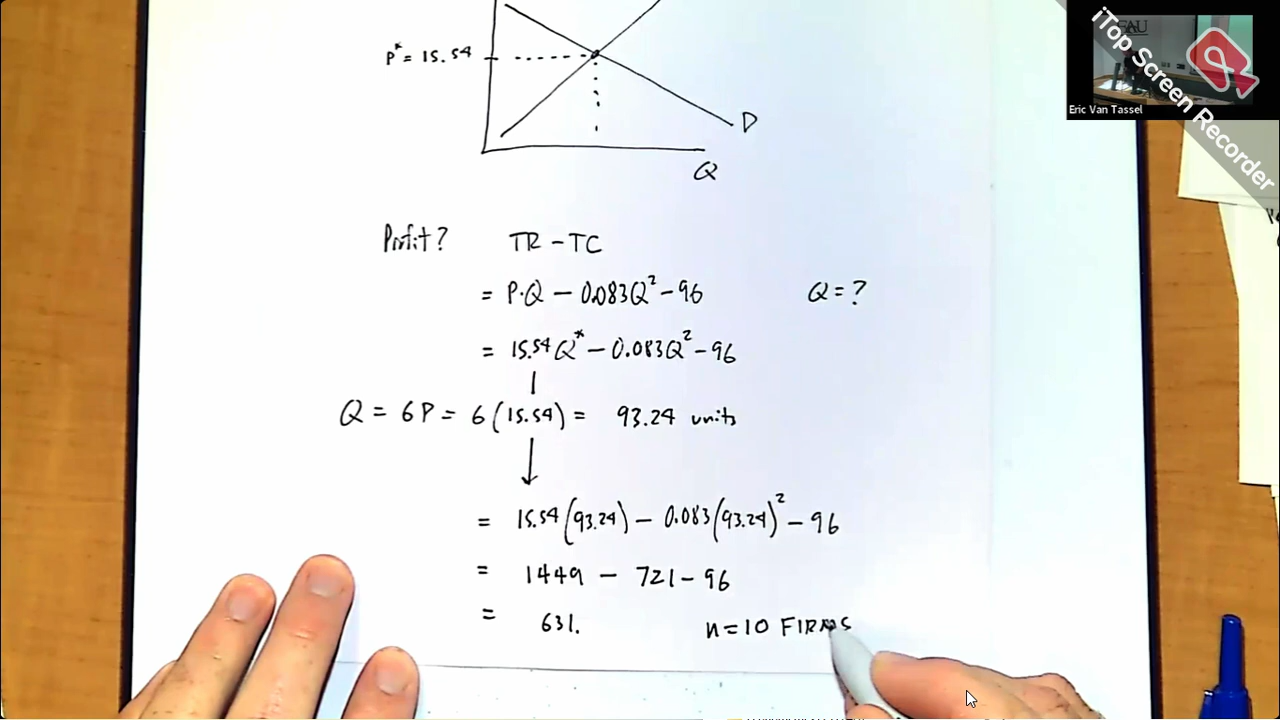 P* = 15.54
D
Q
Profit? TR - TC
= P·Q - 0.083Q² - 96 Q = ?
= 15.54Q* - 0.083Q² - 96
Q = 6P = 6(15.54) = 93.24 units
= 15.54(93.24) - 0.083(93.24)² - 96
= 1449 - 721 - 96
= 631. n=10 FIRMS
FAU
Eric Van Tassel
iTop Screen Recorder